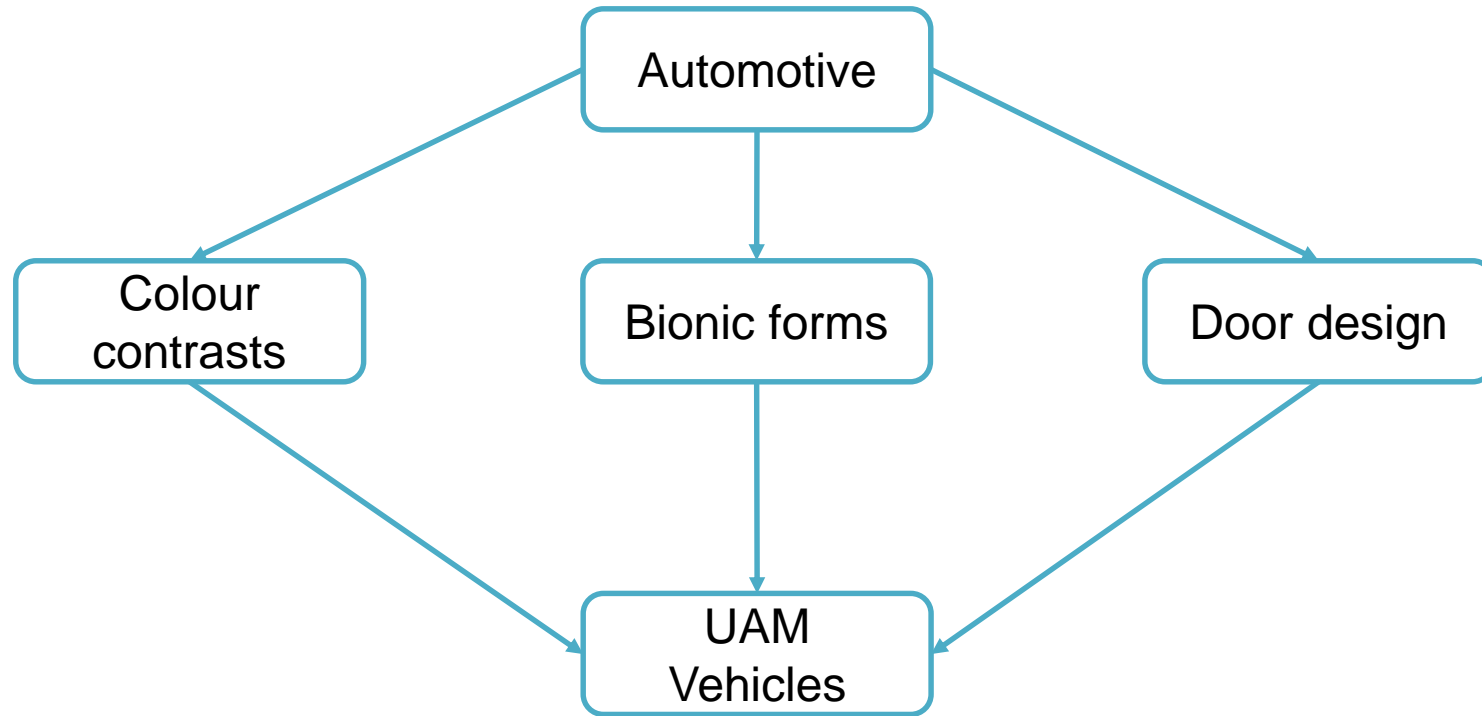 Automotive
Colour
contrasts
Bionic forms
Door design
UAM
Vehicles